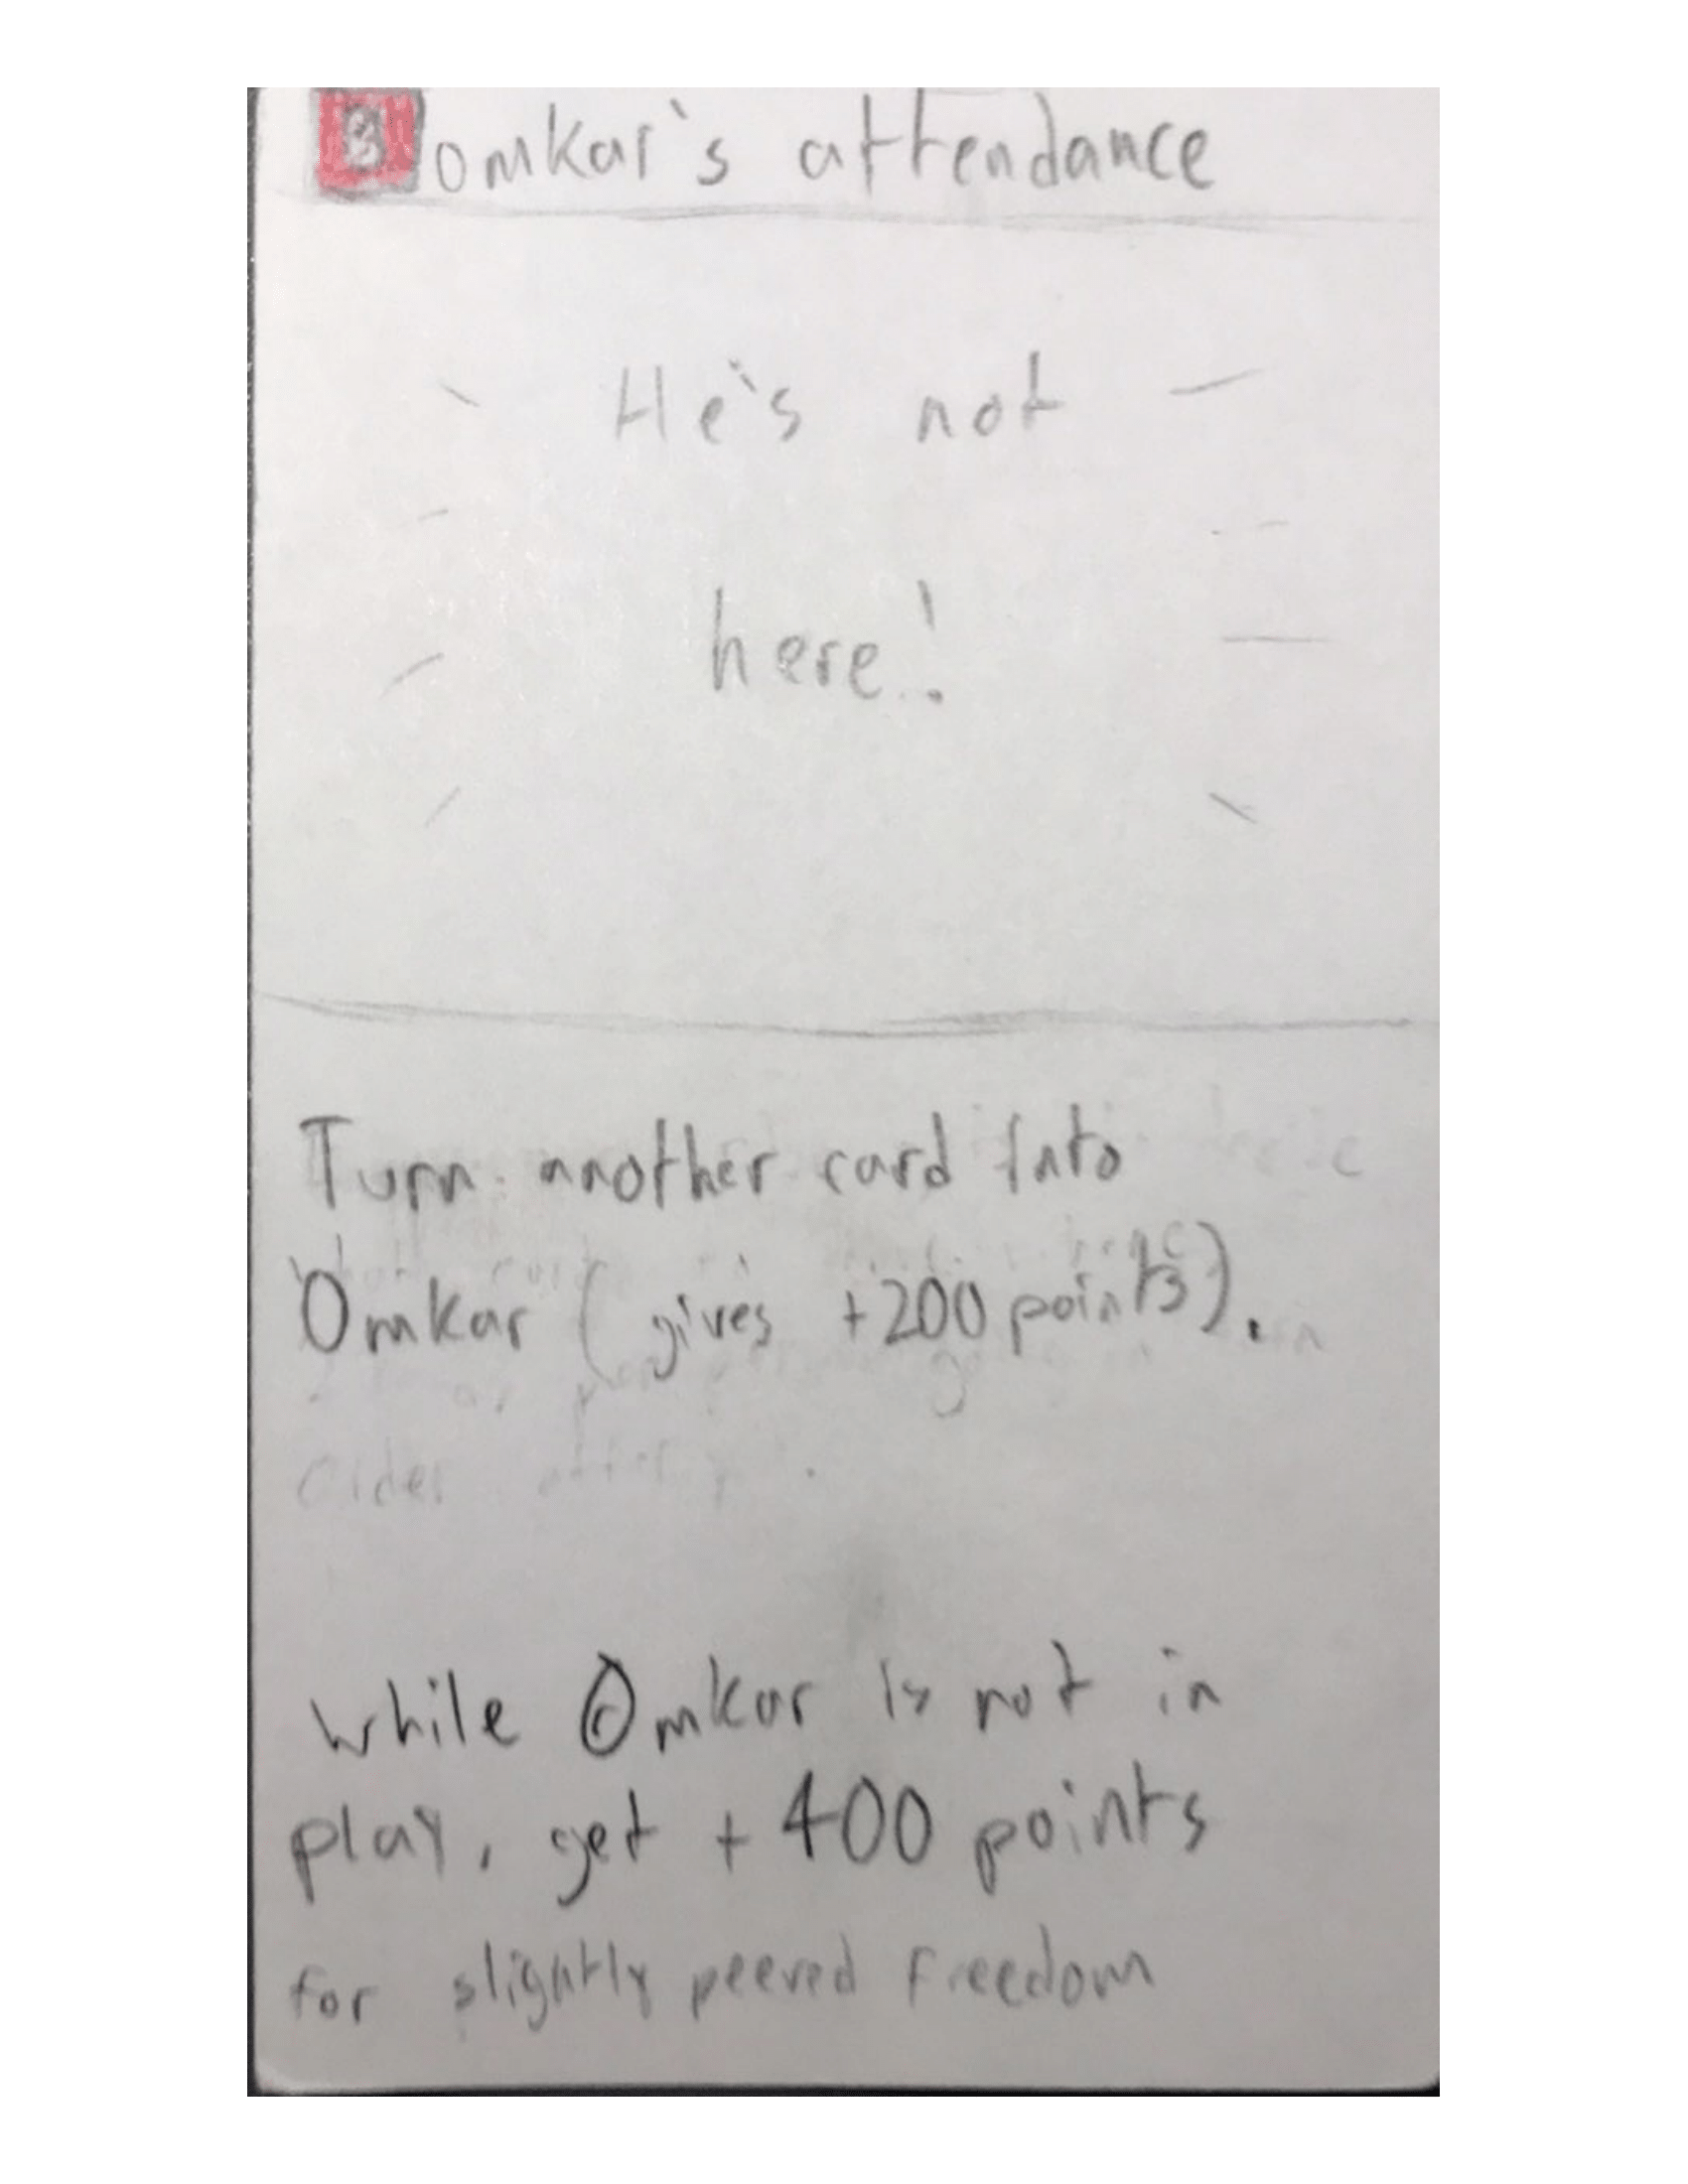 3 omkar's attendance
He's not
here!
Turn another card into
Omkar (gives +200 points).
while Omkar is not in
play, get + 400 points
for slightly peeved freedom